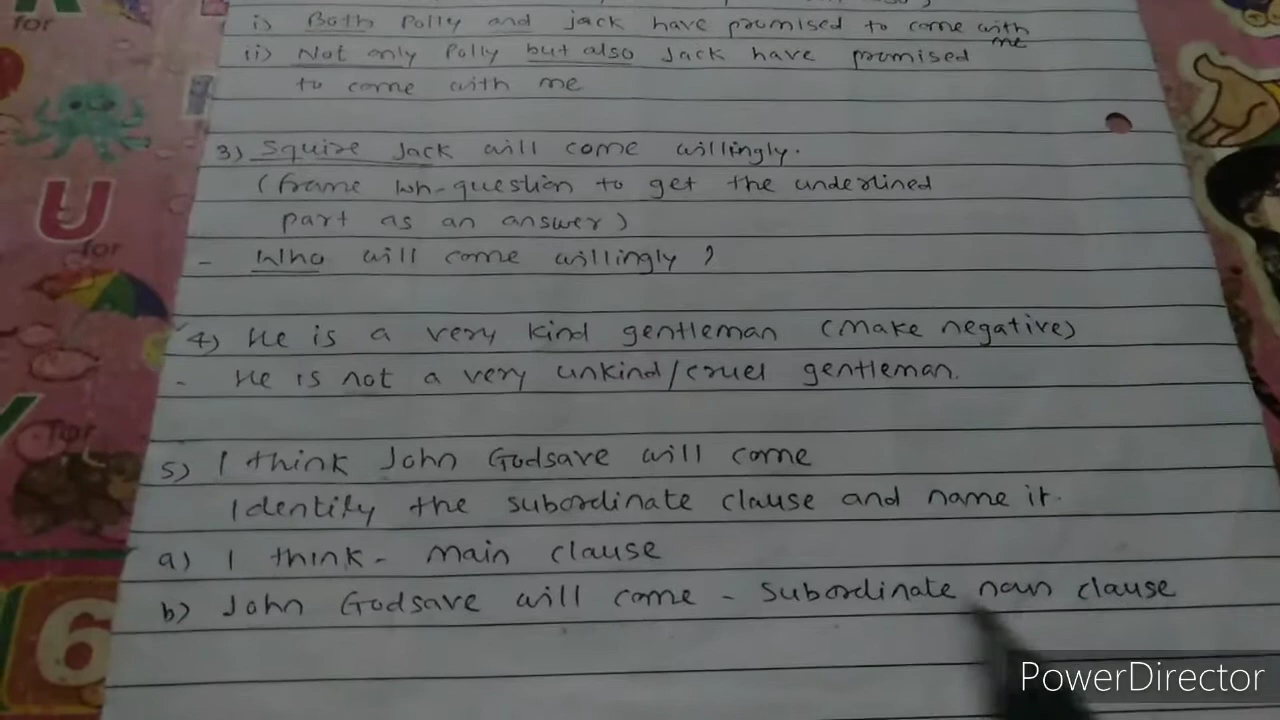 for
i) Both Polly and Jack have promised to come with me
ii) Not only Polly but also Jack have promised
to come with me
3) Squire Jack will come willingly.
(frame Wh-question to get the underlined
part as an answer)
- Who will come willingly ?
U
for
4) He is a very kind gentleman (make negative)
- He is not a very unkind/cruel gentleman.
for
5) I think John Godsave will come
Identify the subordinate clause and name it.
a) I think - main clause
b) John Godsave will come - subordinate noun clause
6
PowerDirector